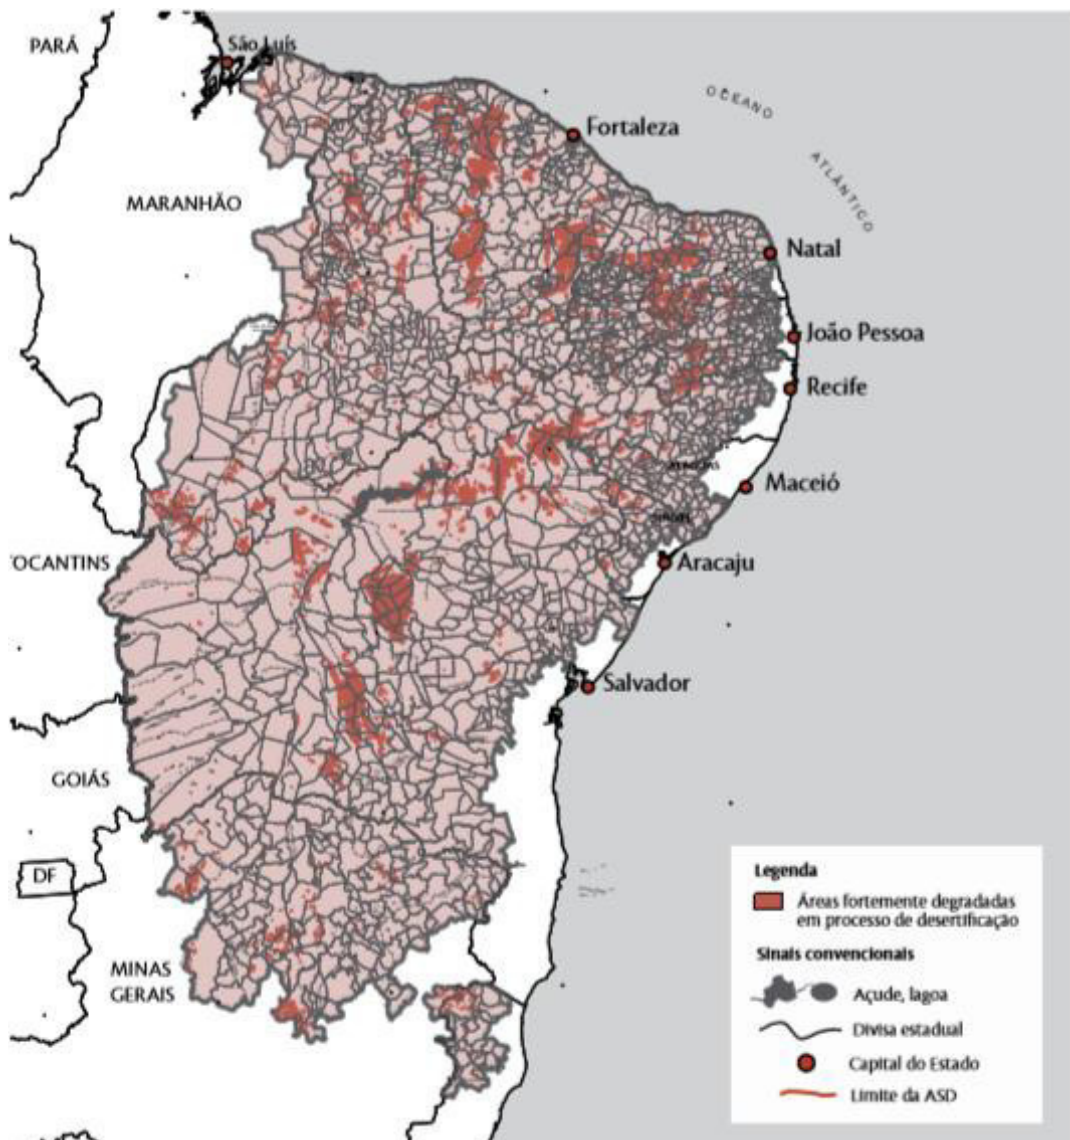 PARÁ
São Luís
OCEANO
ATLÂNTICO
Fortaleza
MARANHÃO
Natal
João Pessoa
Recife
Maceió
TOCANTINS
Aracaju
Salvador
GOIÁS
DF
MINAS
GERAIS
Legenda
Áreas fortemente degradadas
em processo de desertificação
Sinais convencionais
Açude, lagoa
Divisa estadual
Capital do Estado
Limite da ASD